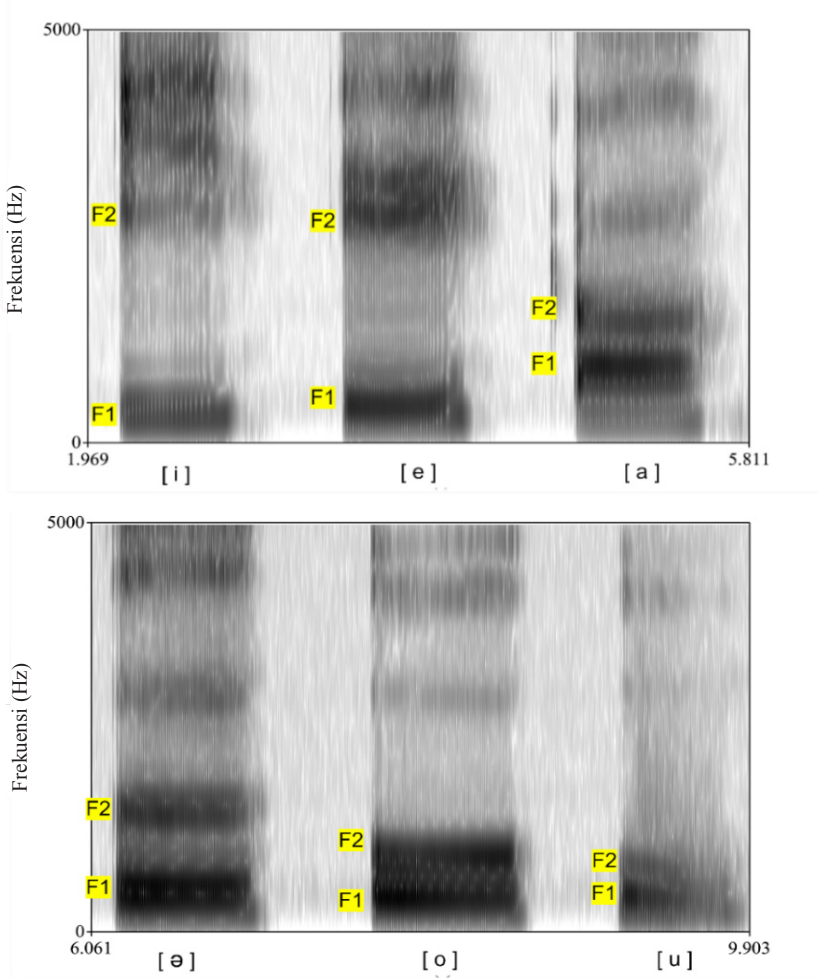 5000
Frekuensi (Hz)
F2
F2
F2
F1
F1
F1
0
1.969
5.811
[ i ]
[ e ]
[ a ]
5000
Frekuensi (Hz)
F2
F2
F2
F1
F1
F1
0
6.061
9.903
[ ə ]
[ o ]
[ u ]